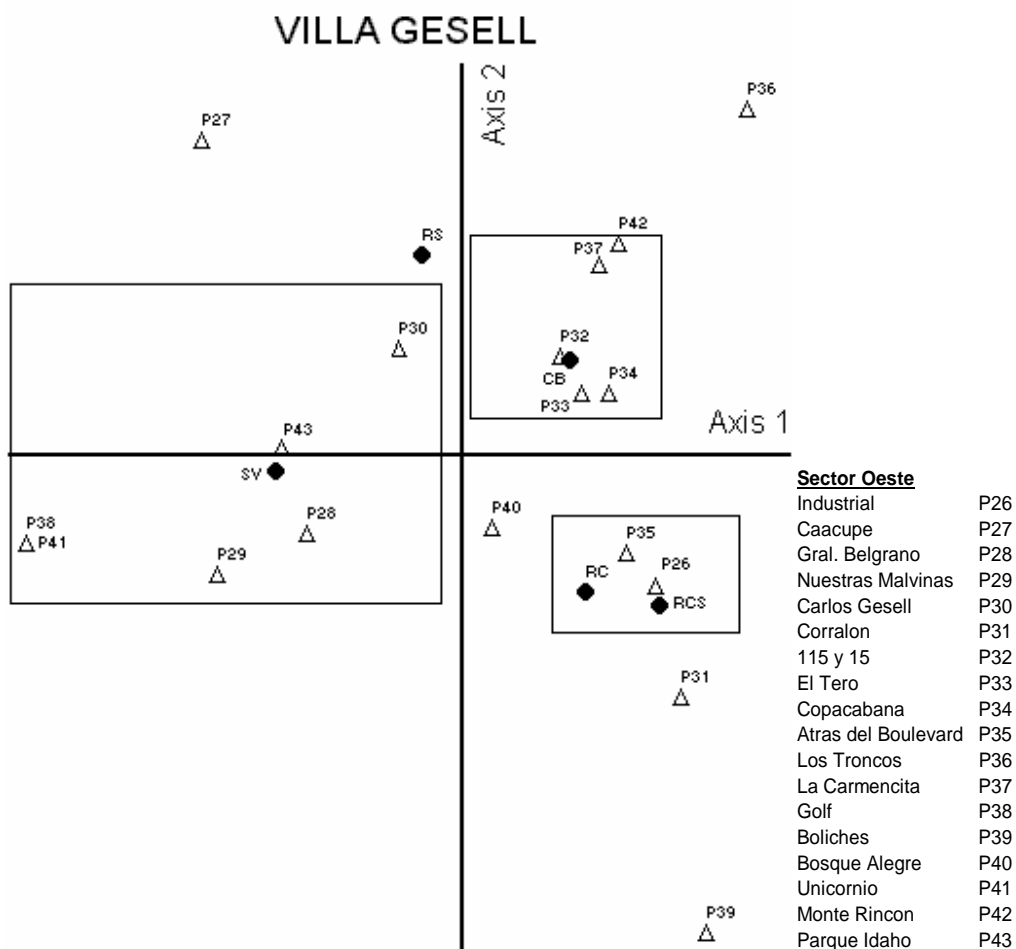 VILLA GESELL
Axis 2
P36
P27
P42
RS
P37
P30
P32
CB
P34
P33
Axis 1
P43
SV
P40
P38
P41
P28
P35
P29
RC
P26
RCS
P31
P39
Sector Oeste
Industrial P26
Caacupe P27
Gral. Belgrano P28
Nuestras Malvinas P29
Carlos Gesell P30
Corralon P31
115 y 15 P32
El Tero P33
Copacabana P34
Atras del Boulevard P35
Los Troncos P36
La Carmencita P37
Golf P38
Boliches P39
Bosque Alegre P40
Unicornio P41
Monte Rincon P42
Parque Idaho P43